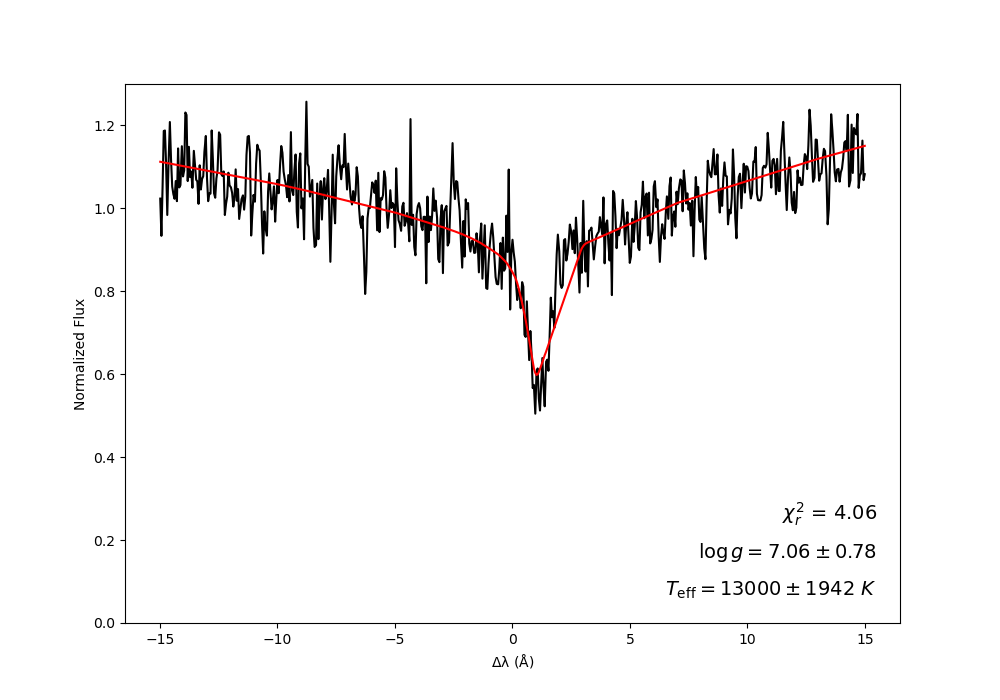 Normalized Flux
1.2
1.0
0.8
0.6
0.4
0.2
0.0
χ²ᵣ = 4.06
log g = 7.06 ± 0.78
T_eff = 13000 ± 1942 K
−15
−10
−5
0
5
10
15
Δλ (Å)